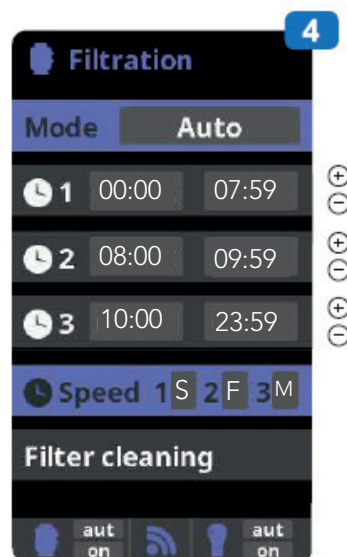 4
Filtration
Mode Auto
1 00:00 07:59
2 08:00 09:59
3 10:00 23:59
Speed 1 S 2 F 3 M
Filter cleaning
aut aut
on on